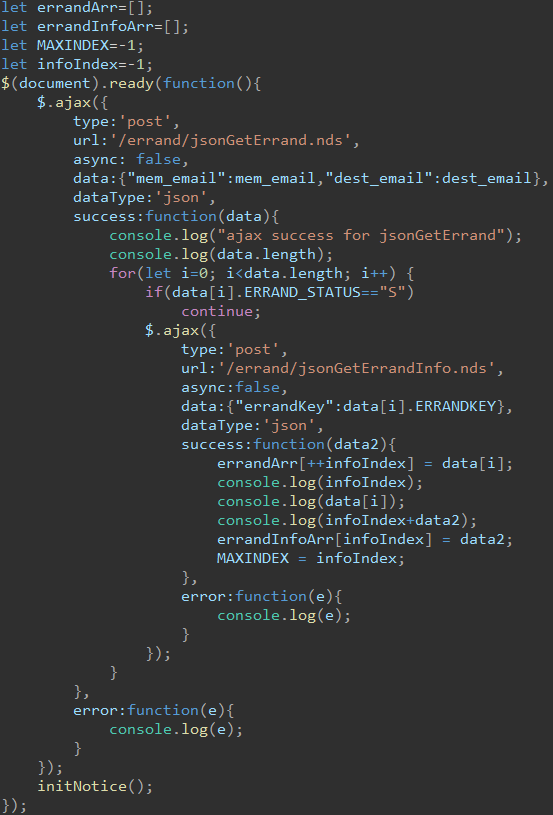 let errandArr=[];
let errandInfoArr=[];
let MAXINDEX=-1;
let infoIndex=-1;
$(document).ready(function(){
    $.ajax({
        type:'post',
        url:'/errand/jsonGetErrand.nds',
        async: false,
        data:{"mem_email":mem_email,"dest_email":dest_email},
        dataType:'json',
        success:function(data){
            console.log("ajax success for jsonGetErrand");
            console.log(data.length);
            for(let i=0; i<data.length; i++) {
                if(data[i].ERRAND_STATUS=="S")
                    continue;
                $.ajax({
                    type:'post',
                    url:'/errand/jsonGetErrandInfo.nds',
                    async:false,
                    data:{"errandKey":data[i].ERRANDKEY},
                    dataType:'json',
                    success:function(data2){
                        errandArr[++infoIndex] = data[i];
                        console.log(infoIndex);
                        console.log(data[i]);
                        console.log(infoIndex+data2);
                        errandInfoArr[infoIndex] = data2;
                        MAXINDEX = infoIndex;
                    },
                    error:function(e){
                        console.log(e);
                    }
                });
            }
        },
        error:function(e){
            console.log(e);
        }
    });
    initNotice();
});